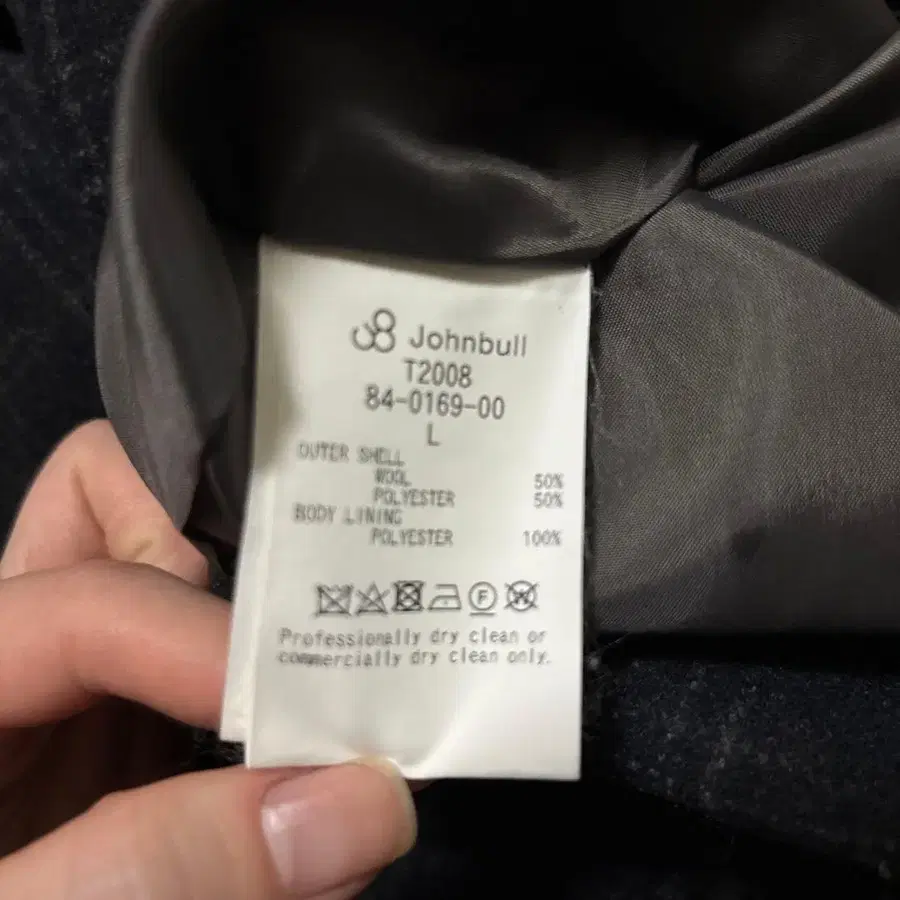 Johnbull
T2008
84-0169-00
L
OUTER SHELL
WOOL 50%
POLYESTER 50%
BODY LINING
POLYESTER 100%
F W
Professionally dry clean or
commercially dry clean only.